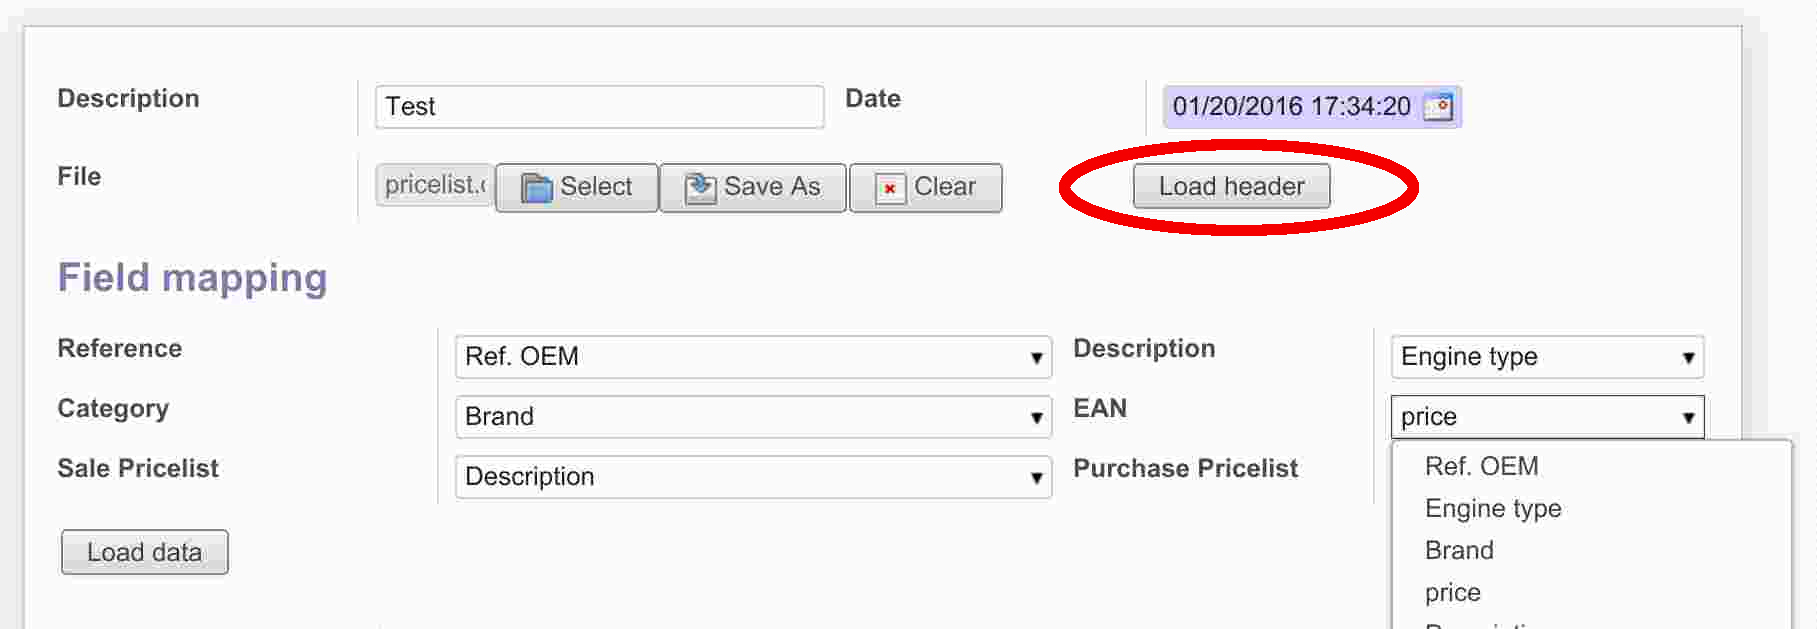 Description Test Date 01/20/2016 17:34:20
File pricelist. Select Save As Clear Load header
Field mapping
Reference Ref. OEM Description Engine type
Category Brand EAN price
Sale Pricelist Description Purchase Pricelist
Ref. OEM
Engine type
Load data
Brand
price